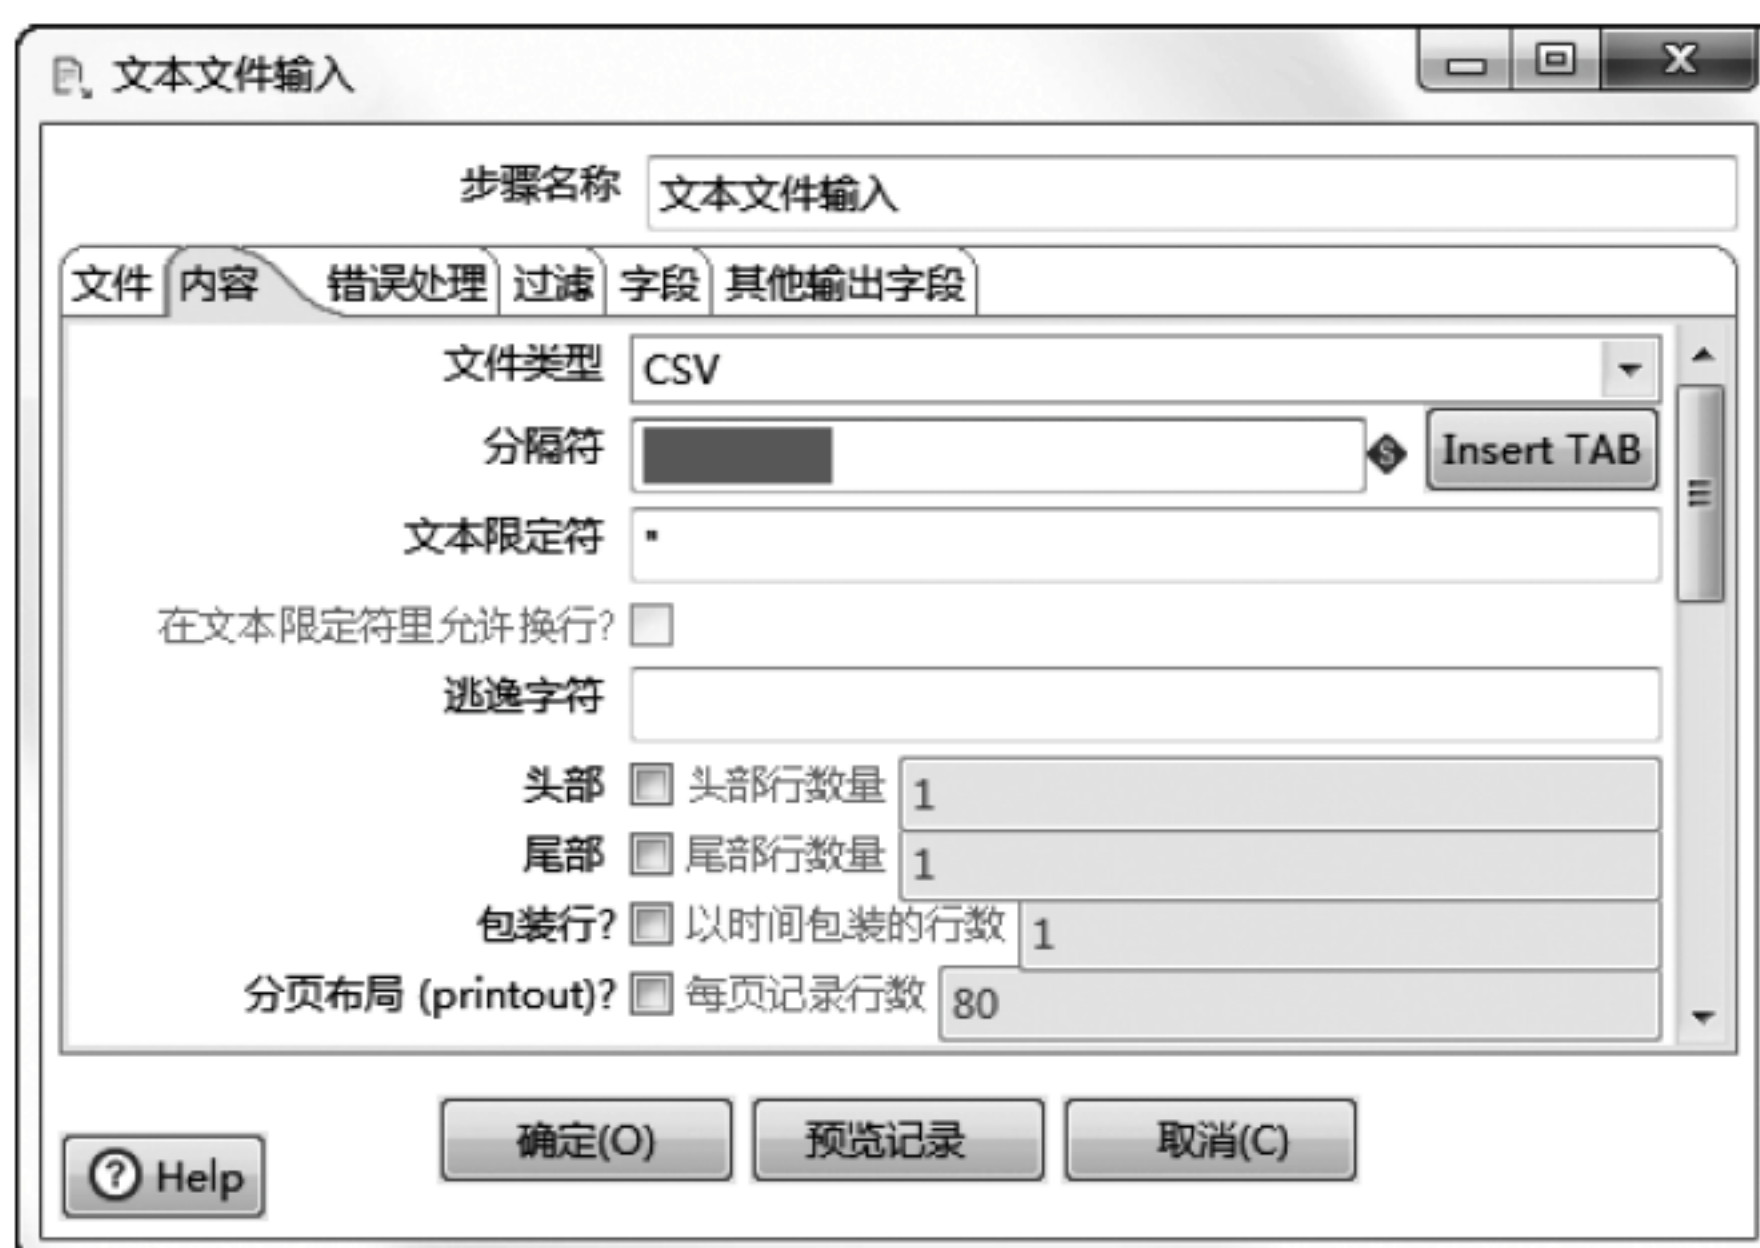 文本文件输入
步骤名称 文本文件输入
文件 内容 错误处理 过滤 字段 其他输出字段
文件类型 CSV
分隔符 Insert TAB
文本限定符 "
在文本限定符里允许换行?
逃逸字符
头部 头部行数量 1
尾部 尾部行数量 1
包装行? 以时间包装的行数 1
分页布局 (printout)? 每页记录行数 80
确定(O) 预览记录 取消(C)
Help